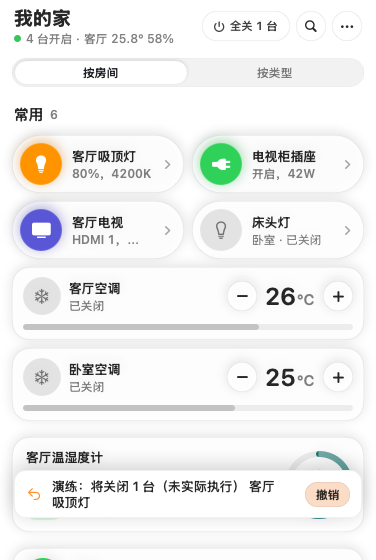 我的家
4 台开启 · 客厅 25.8° 58%
全关 1 台
按房间
按类型
常用 6
客厅吸顶灯
80%，4200K
电视柜插座
开启，42W
客厅电视
HDMI 1，…
床头灯
卧室 · 已关闭
客厅空调
已关闭
26°C
卧室空调
已关闭
25°C
客厅温湿度计
演练：将关闭 1 台（未实际执行） 客厅
吸顶灯
撤销